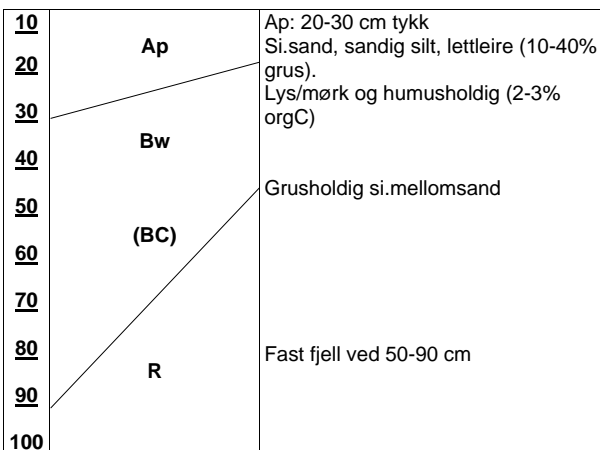 10
20
30
40
50
60
70
80
90
100
Ap
Bw
(BC)
R
Ap: 20-30 cm tykk
Si.sand, sandig silt, lettleire (10-40%
grus).
Lys/mørk og humusholdig (2-3%
orgC)
Grusholdig si.mellomsand
Fast fjell ved 50-90 cm